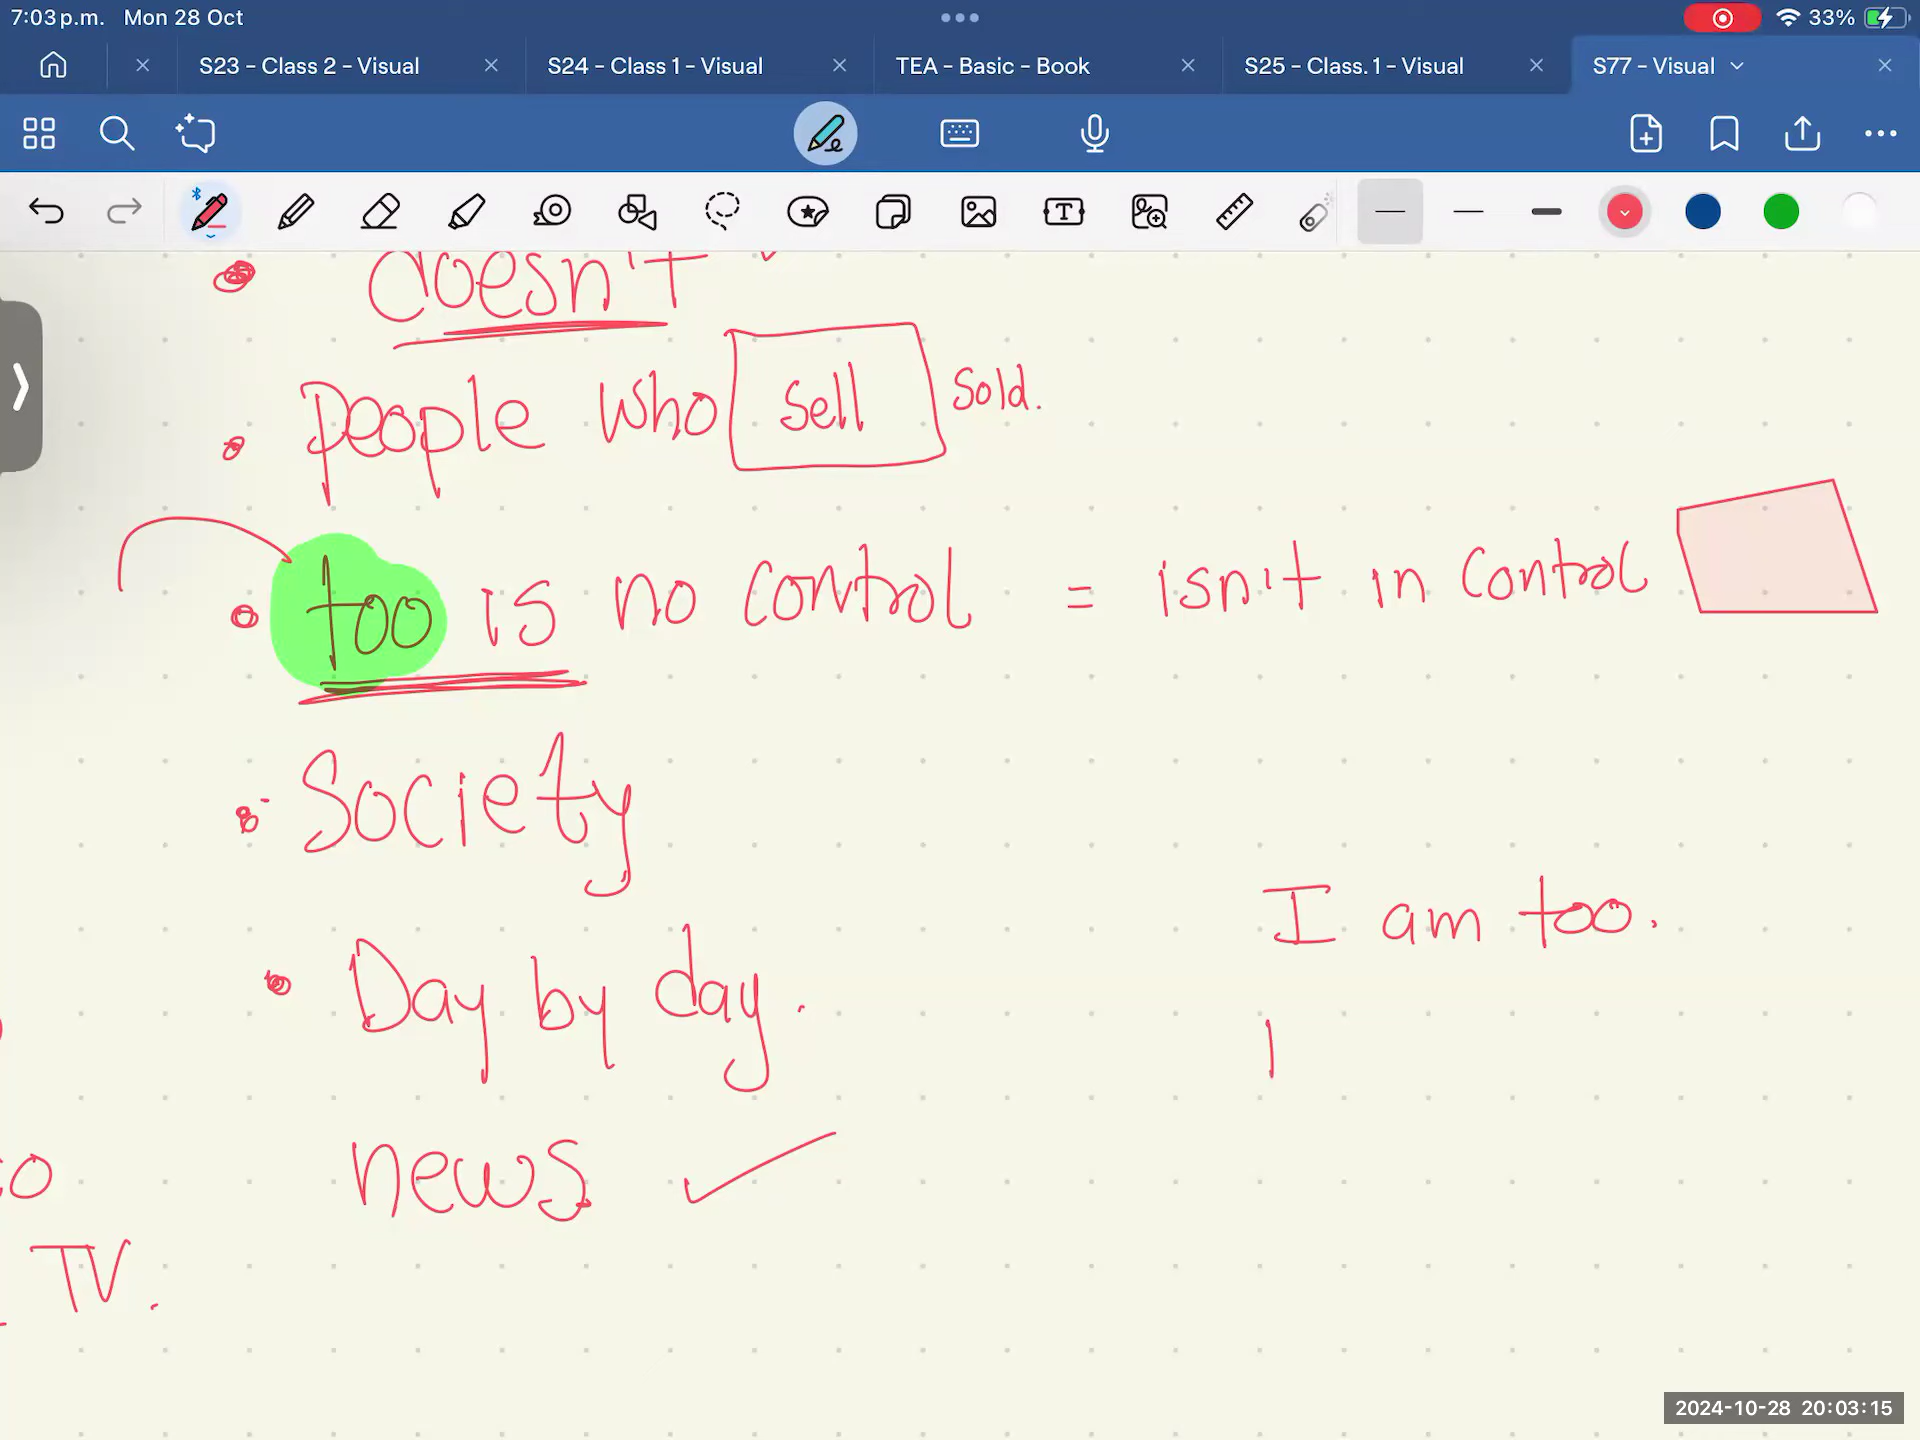 7:03 p.m. Mon 28 Oct
33%
S23 - Class 2 - Visual
S24 - Class 1 - Visual
TEA - Basic - Book
S25 - Class. 1 - Visual
S77 - Visual
doesn't
people who sell sold.
too is no control = isn't in control
Society
I am too.
Day by day.
news
TV.
2024-10-28 20:03:15